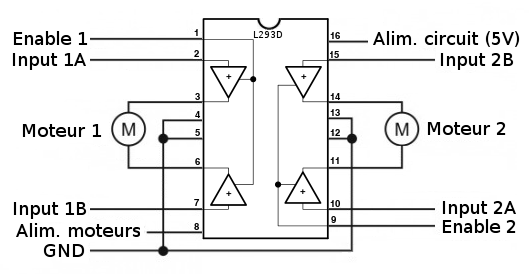 Enable 1
1
L293D
16
Alim. circuit (5V)
Input 1A
2
15
Input 2B
+
+
3
14
4
13
Moteur 1
M
M
Moteur 2
5
12
6
11
+
+
Input 1B
7
10
Input 2A
Alim. moteurs
8
9
Enable 2
GND